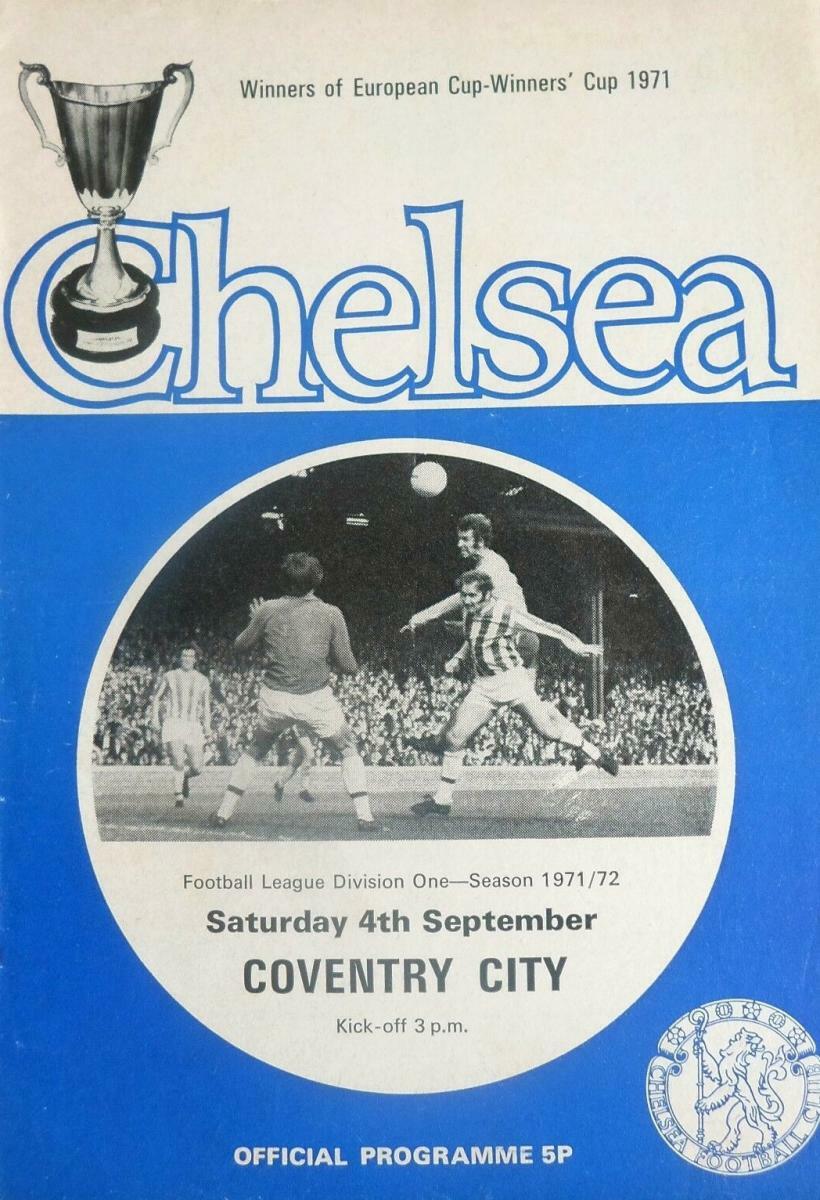 Winners of European Cup-Winners' Cup 1971
Chelsea
Football League Division One—Season 1971/72
Saturday 4th September
COVENTRY CITY
Kick-off 3 p.m.
CHELSEA FOOTBALL CLUB
OFFICIAL PROGRAMME 5P